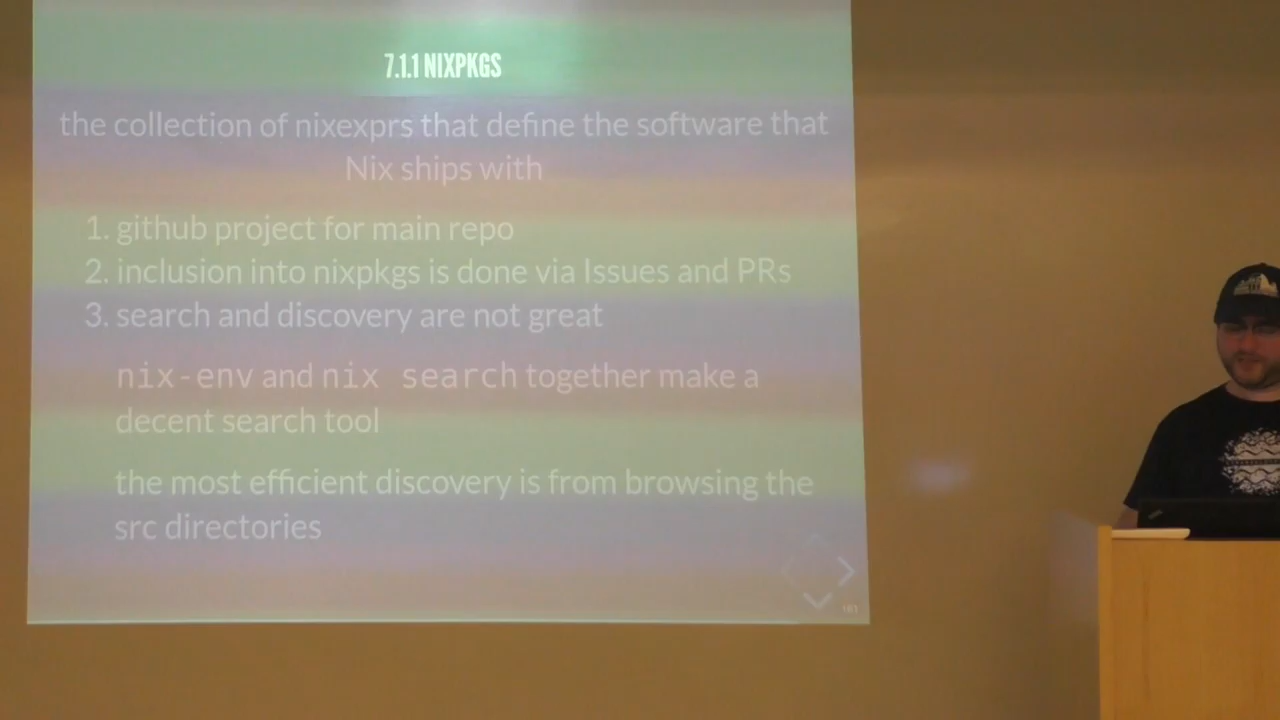 7.1.1 NIXPKGS
the collection of nixexprs that define the software that
Nix ships with
1. github project for main repo
2. inclusion into nixpkgs is done via Issues and PRs
3. search and discovery are not great
nix-env and nix search together make a
decent search tool
the most efficient discovery is from browsing the
src directories